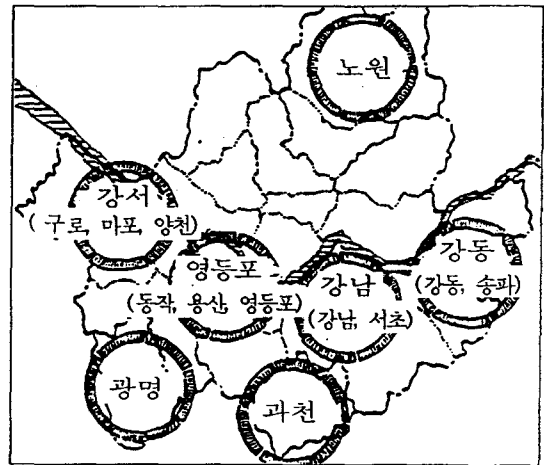 노원
강서
(구로, 마포, 양천)
영등포
(동작, 용산, 영등포)
강남
(강남, 서초)
강동
(강동, 송파)
광명
과천